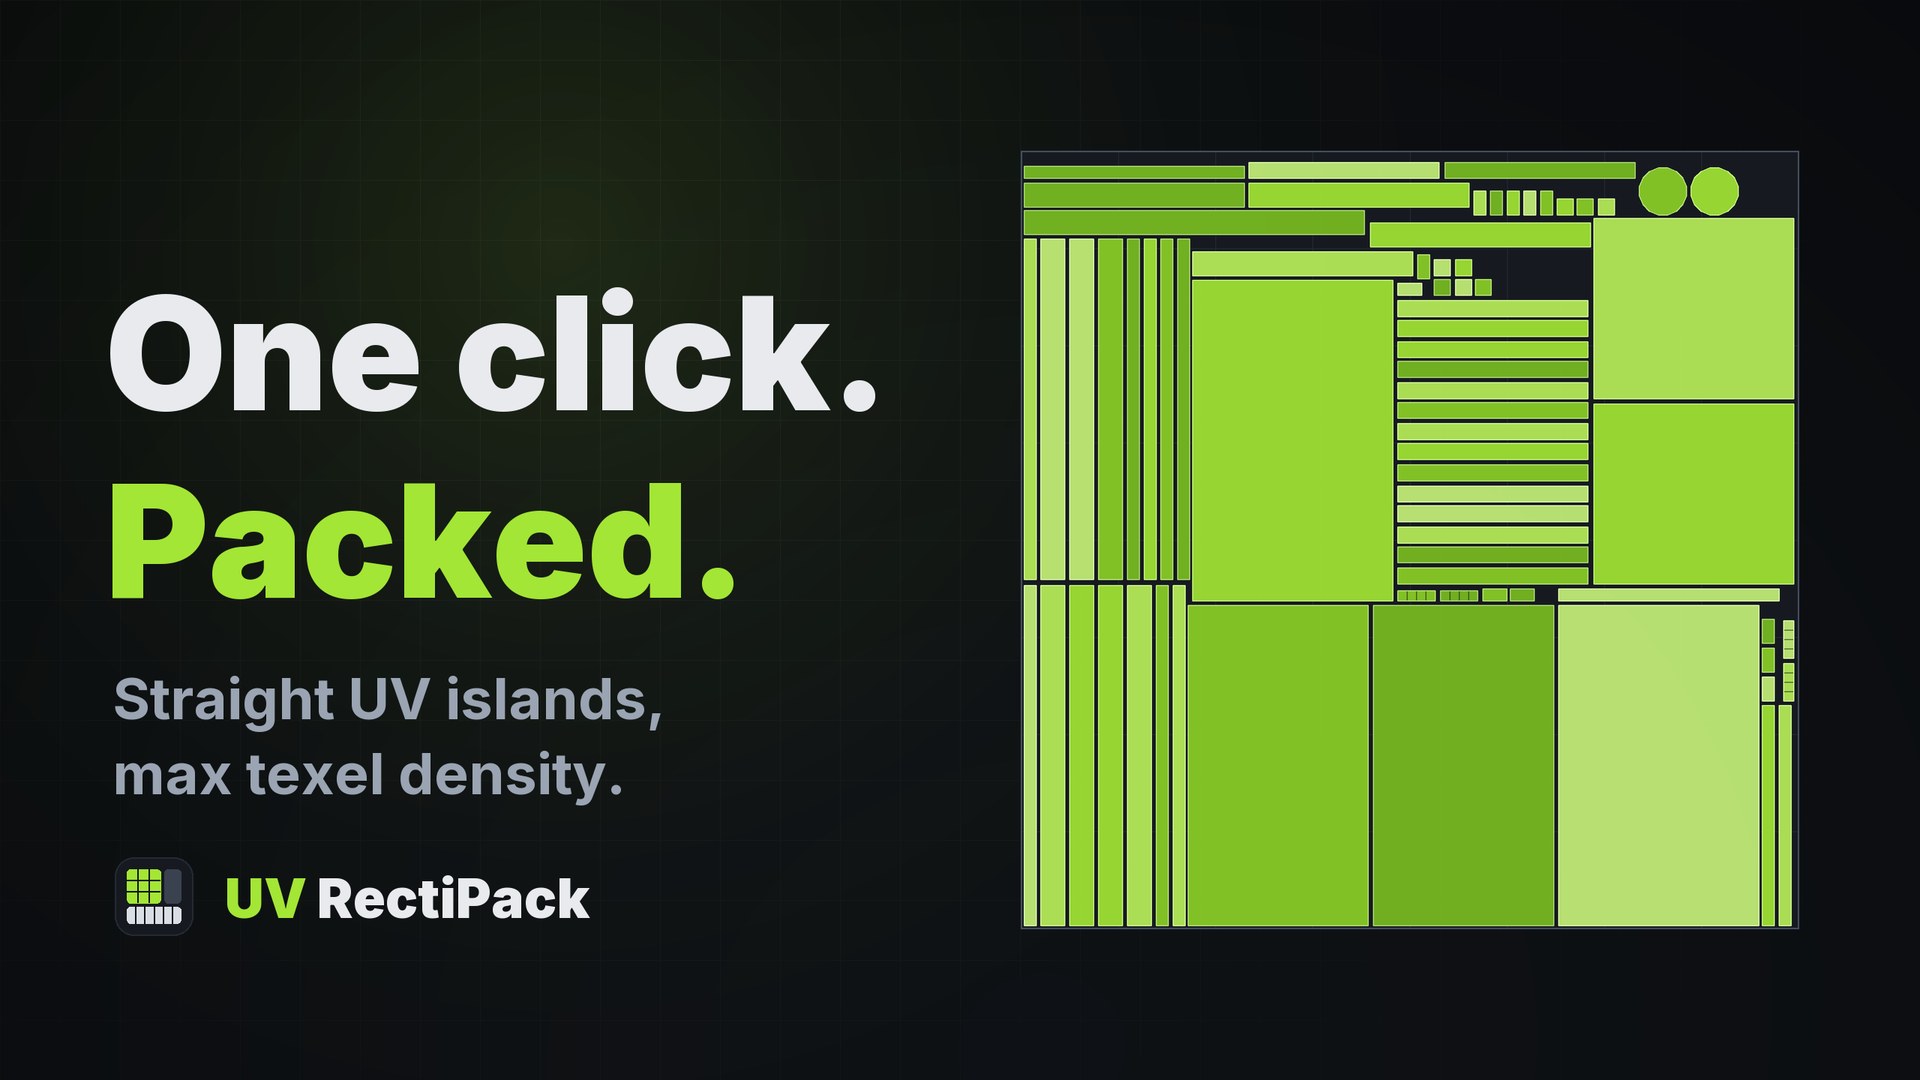 One click.
Packed.
Straight UV islands,
max texel density.
UV RectiPack